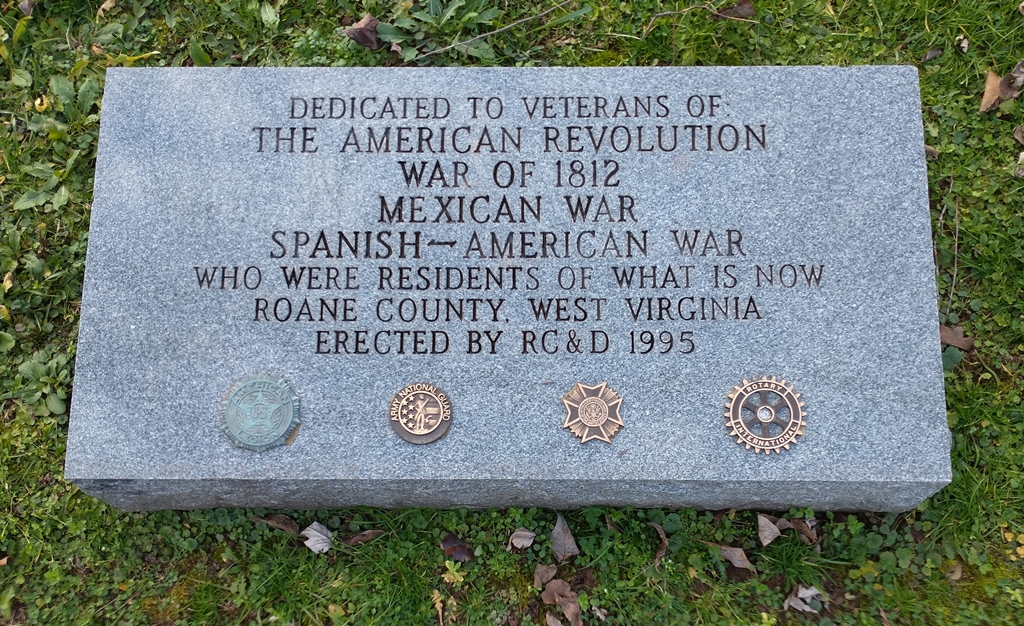 DEDICATED TO VETERANS OF:
THE AMERICAN REVOLUTION
WAR OF 1812
MEXICAN WAR
SPANISH-AMERICAN WAR
WHO WERE RESIDENTS OF WHAT IS NOW
ROANE COUNTY, WEST VIRGINIA
ERECTED BY RC&D 1995
ARMY NATIONAL GUARD
ROTARY
INTERNATIONAL